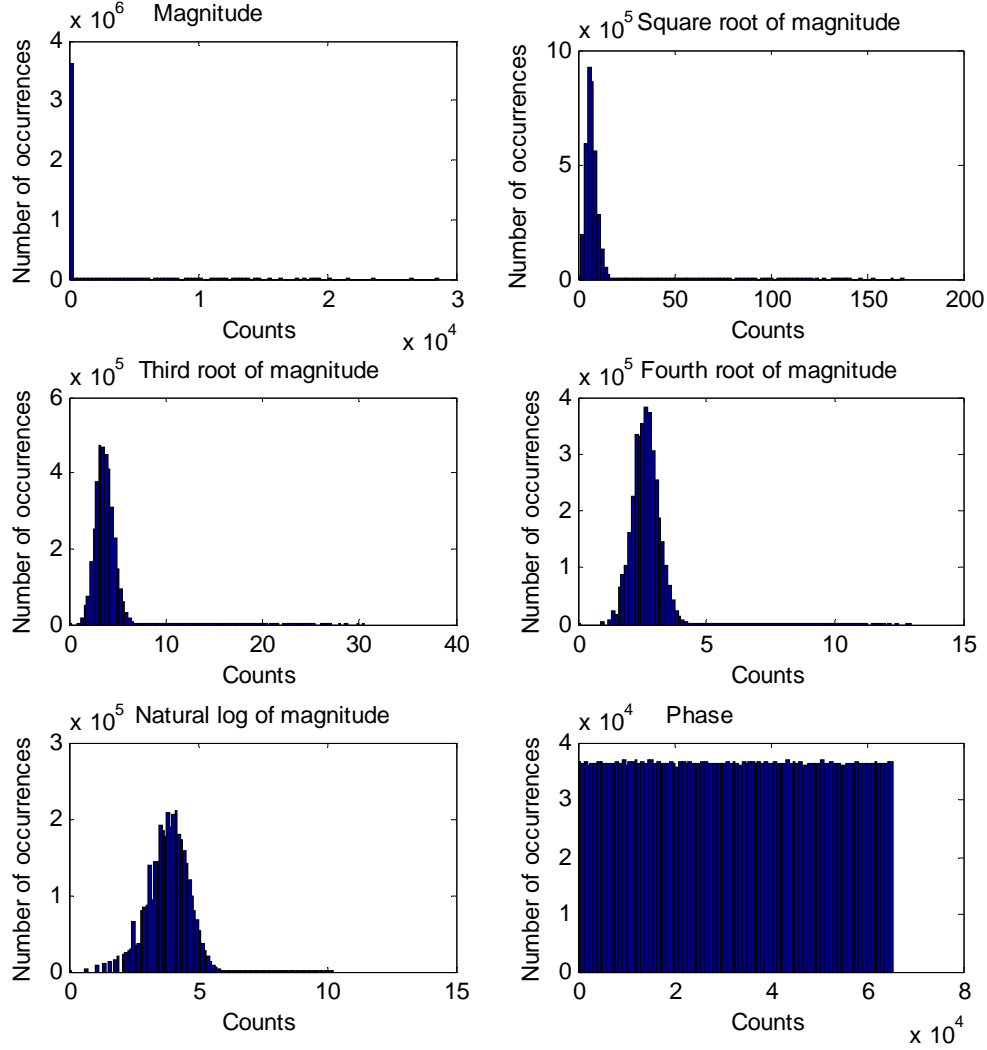 x 10^6 Magnitude
4
3
2
1
0
0 1 2 3
Number of occurrences
Counts
x 10^4
x 10^5 Square root of magnitude
10
5
0
0 50 100 150 200
Number of occurrences
Counts
x 10^5 Third root of magnitude
6
4
2
0
0 10 20 30 40
Number of occurrences
Counts
x 10^5 Fourth root of magnitude
4
3
2
1
0
0 5 10 15
Number of occurrences
Counts
x 10^5 Natural log of magnitude
3
2
1
0
0 5 10 15
Number of occurrences
Counts
x 10^4 Phase
4
3
2
1
0
0 2 4 6 8
Number of occurrences
Counts
x 10^4